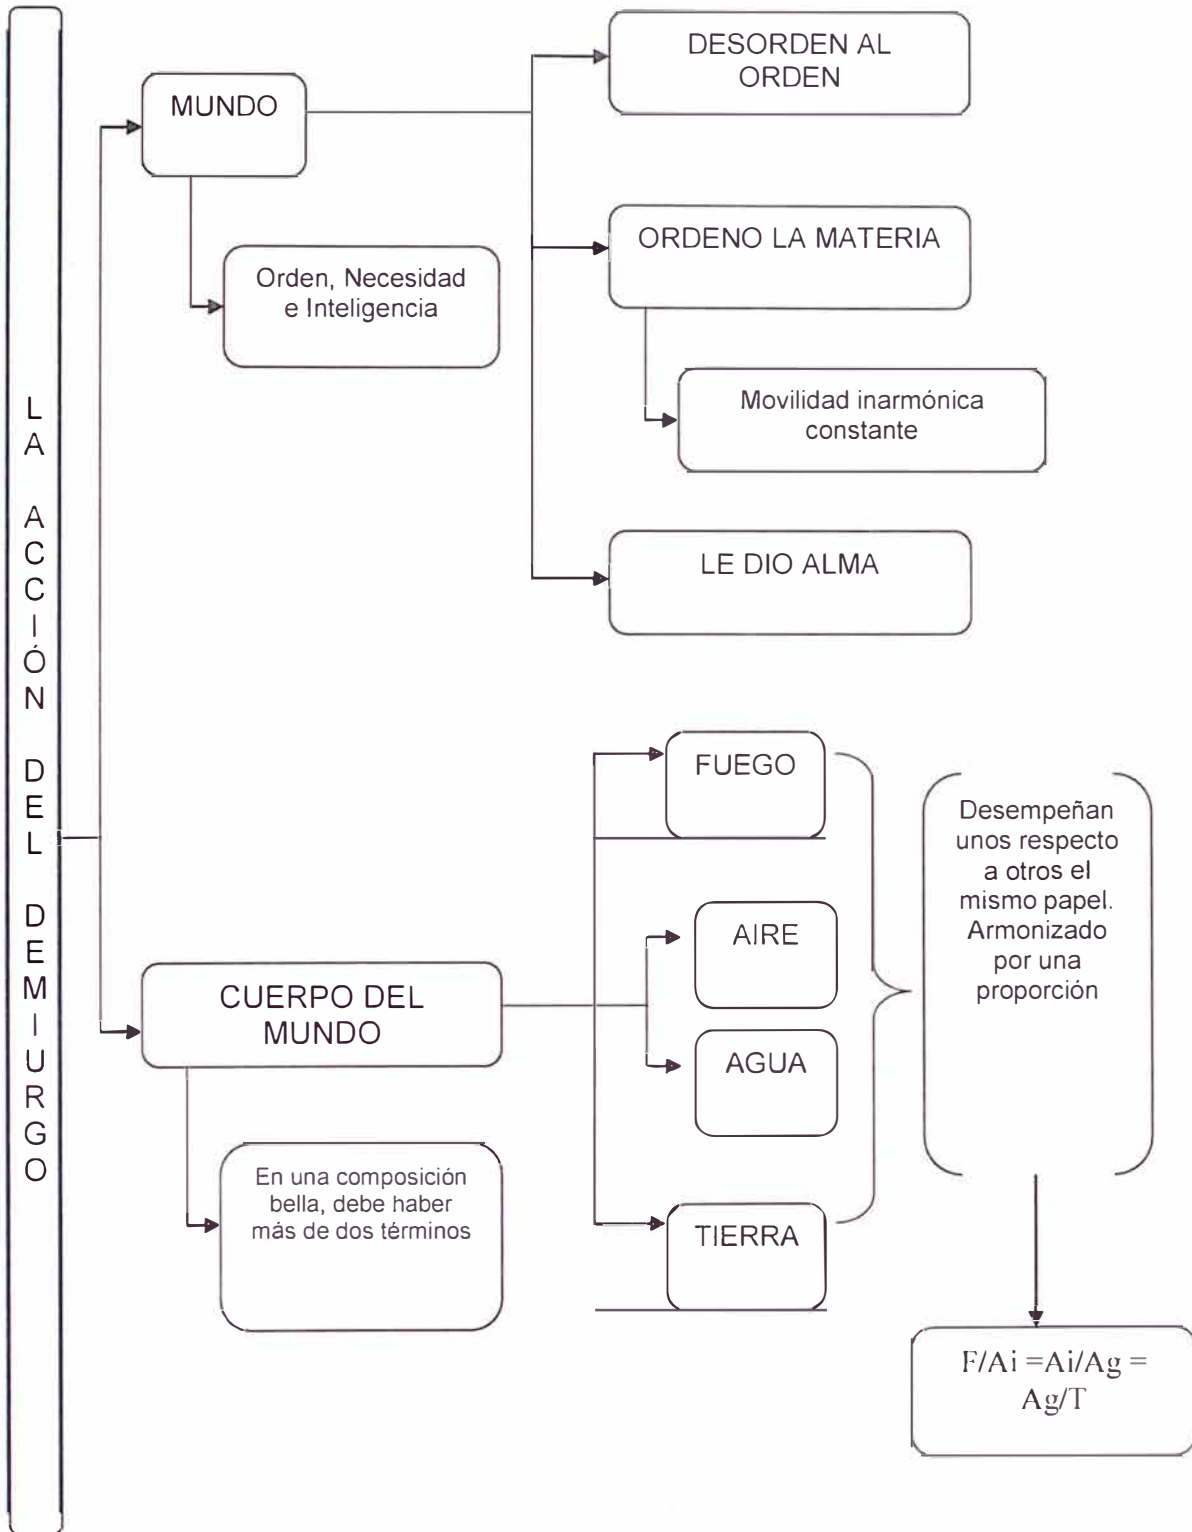 LA ACCIÓN DEL DEMIURGO
MUNDO
Orden, Necesidad
e Inteligencia
DESORDEN AL
ORDEN
ORDENO LA MATERIA
Movilidad inarmónica
constante
LE DIO ALMA
CUERPO DEL
MUNDO
En una composición
bella, debe haber
más de dos términos
FUEGO
AIRE
AGUA
TIERRA
Desempeñan
unos respecto
a otros el
mismo papel.
Armonizado
por una
proporción
F/Ai =Ai/Ag =
Ag/T